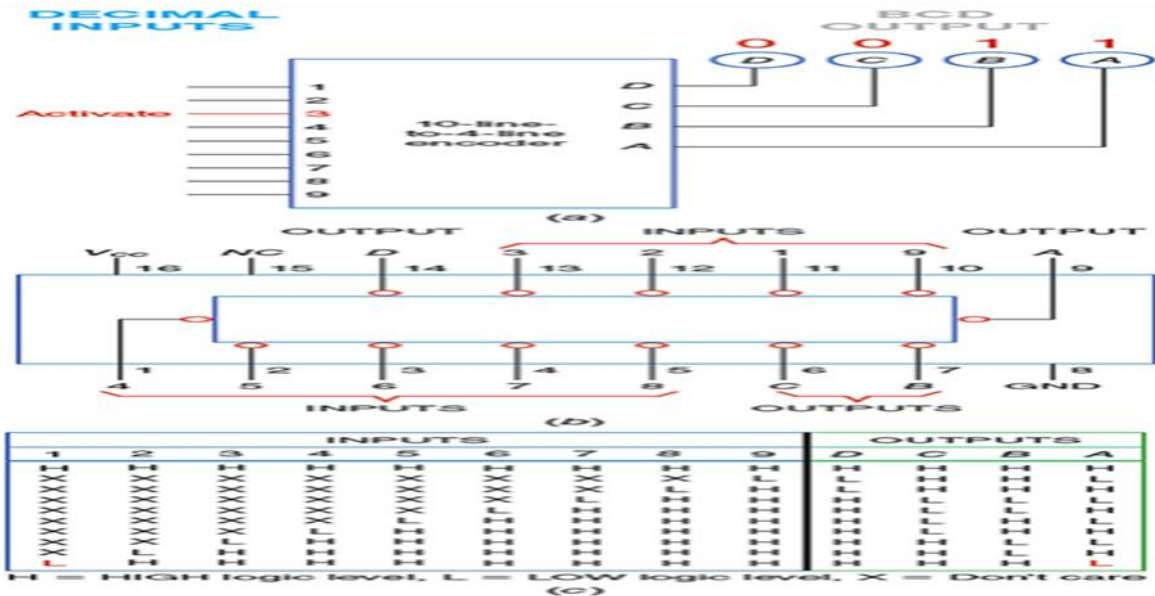 DECIMAL INPUTS
BCD OUTPUT
0 0 1 1
D C B A
Activate
1
2
3
4
5
6
7
8
9
10-line-
to-4-line
encoder
D
C
B
A
(a)
OUTPUT INPUTS OUTPUT
VCC NC D 3 2 1 9 A
16 15 14 13 12 11 10 9
1 2 3 4 5 6 7 8
4 5 6 7 8 C B GND
INPUTS OUTPUTS
(b)
INPUTS OUTPUTS
1 2 3 4 5 6 7 8 9 D C B A
H H H H H H H H H H H H H
X X X X X X X X L L H H L
X X X X X X X L H L H H H
X X X X X X L H H H L L L
X X X X X L H H H H L L H
X X X X L H H H H H L H L
X X X L H H H H H H L H H
X X L H H H H H H H H L L
X L H H H H H H H H H L H
L H H H H H H H H H H H L
H = HIGH logic level, L = LOW logic level, X = Don't care
(c)